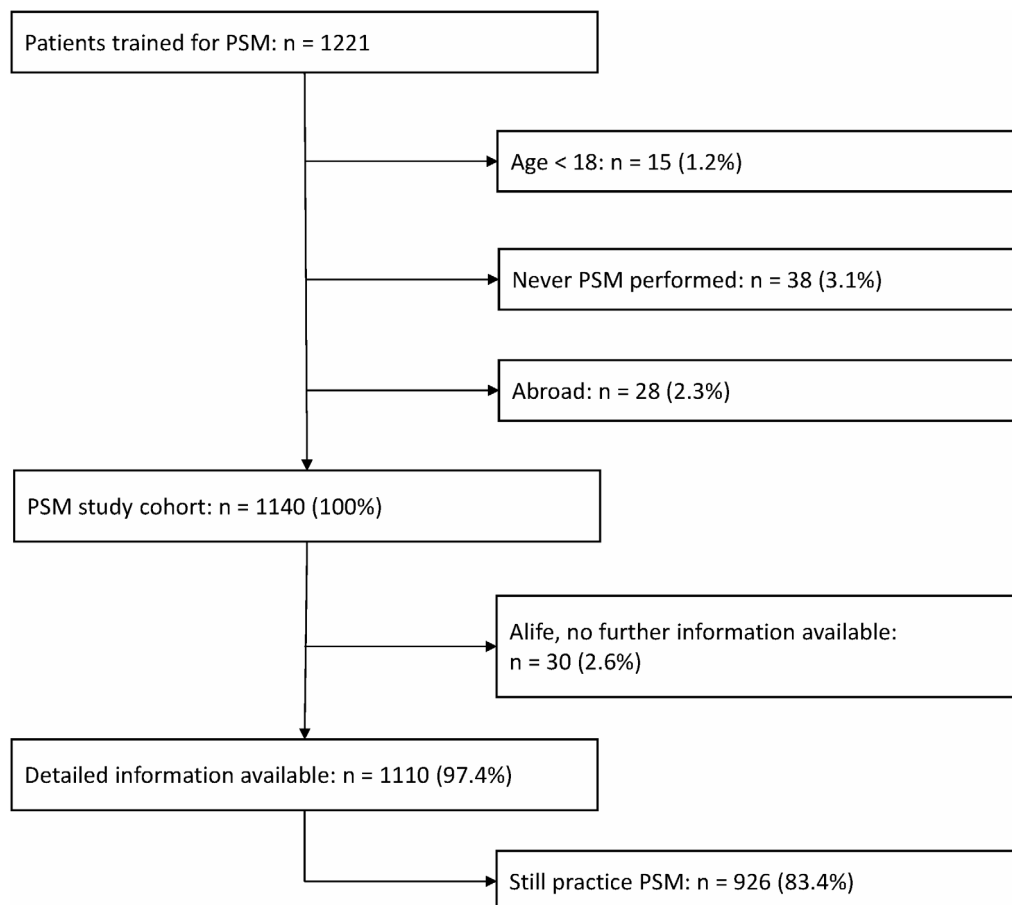 Patients trained for PSM: n = 1221
Age < 18: n = 15 (1.2%)
Never PSM performed: n = 38 (3.1%)
Abroad: n = 28 (2.3%)
PSM study cohort: n = 1140 (100%)
Alife, no further information available:
n = 30 (2.6%)
Detailed information available: n = 1110 (97.4%)
Still practice PSM: n = 926 (83.4%)